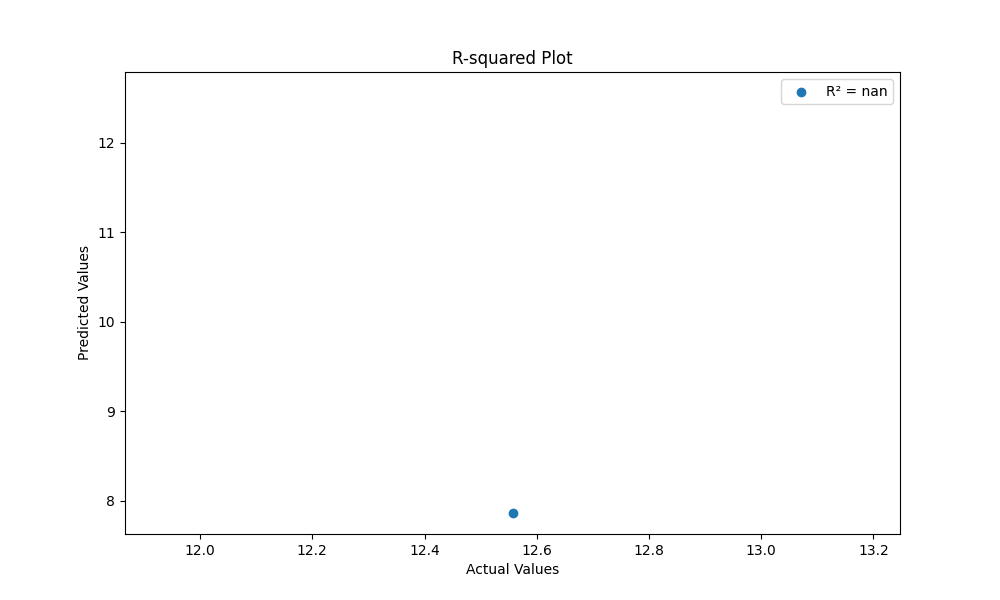 R-squared Plot
R² = nan
12
11
10
9
8
Predicted Values
12.0 12.2 12.4 12.6 12.8 13.0 13.2
Actual Values